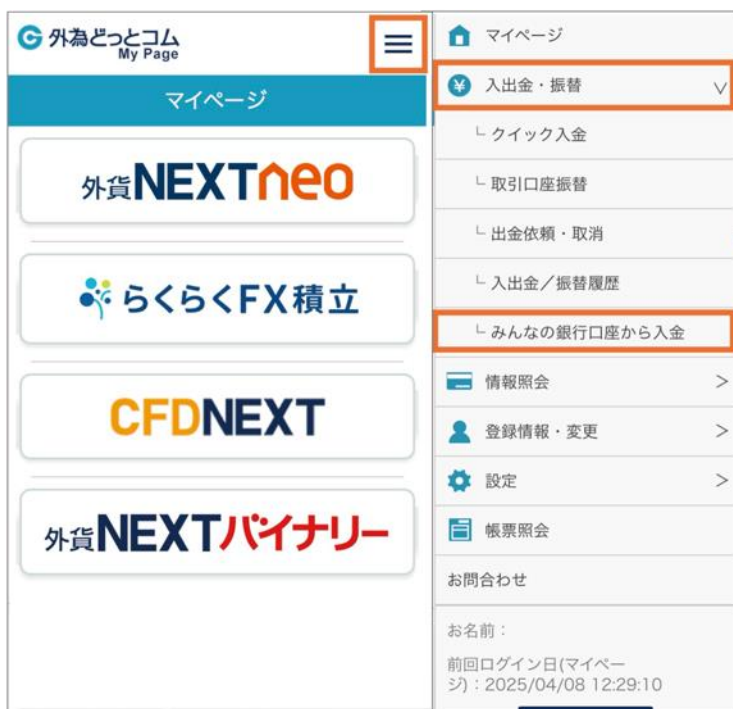 外為どっとコム
My Page
マイページ
外貨NEXTneo
らくらくFX積立
CFDNEXT
外貨NEXTバイナリー
マイページ
入出金・振替
└ クイック入金
└ 取引口座振替
└ 出金依頼・取消
└ 入出金／振替履歴
└ みんなの銀行口座から入金
情報照会
登録情報・変更
設定
帳票照会
お問合わせ
お名前：
前回ログイン日(マイペー
ジ)：2025/04/08 12:29:10